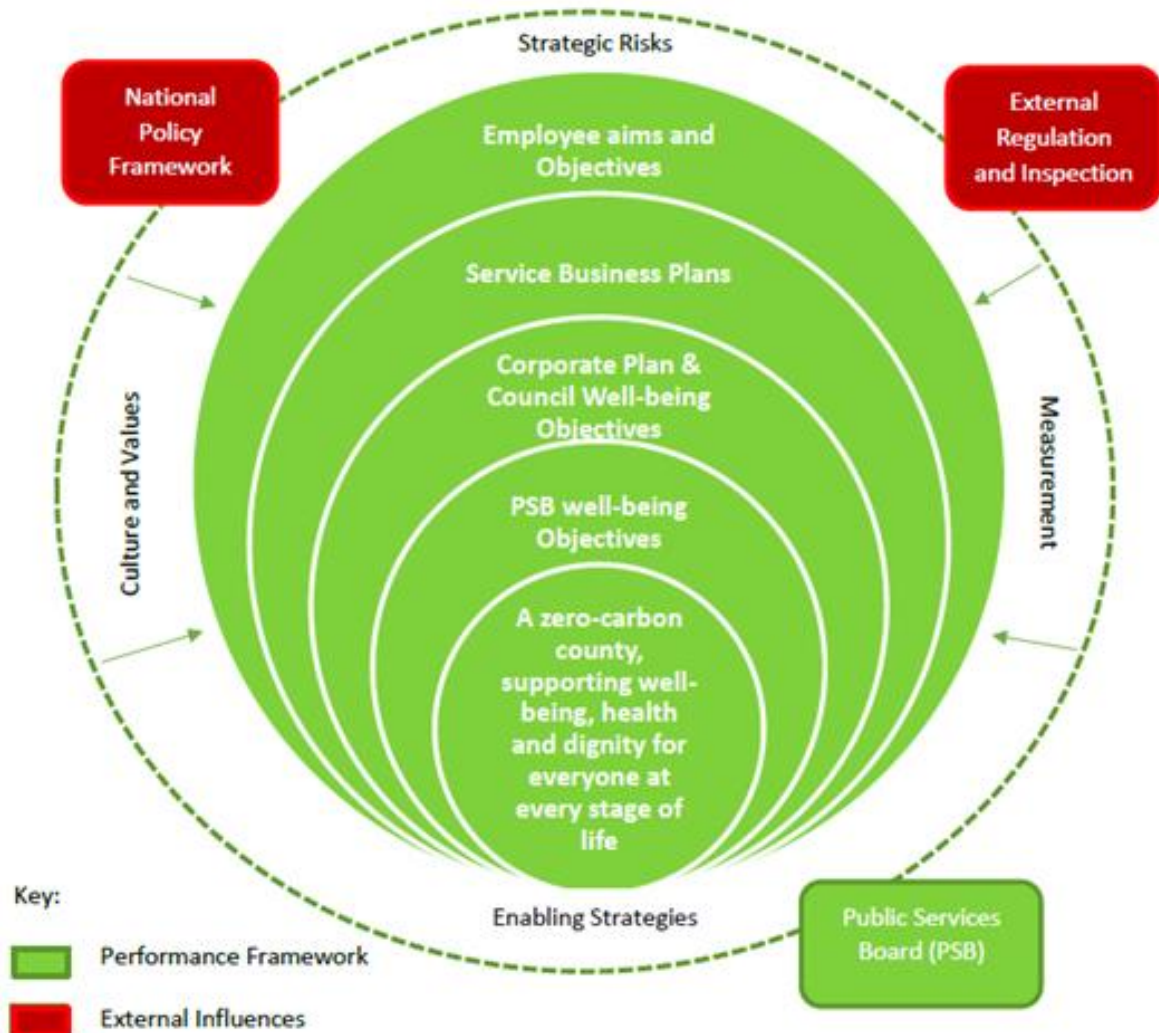 Strategic Risks
National
Policy
Framework
External
Regulation
and Inspection
Employee aims and
Objectives
Service Business Plans
Corporate Plan &
Council Well-being
Objectives
Culture and Values
Measurement
PSB well-being
Objectives
A zero-carbon
county,
supporting well-
being, health
and dignity for
everyone at
every stage of
life
Enabling Strategies
Public Services
Board (PSB)
Key:
Performance Framework
External Influences